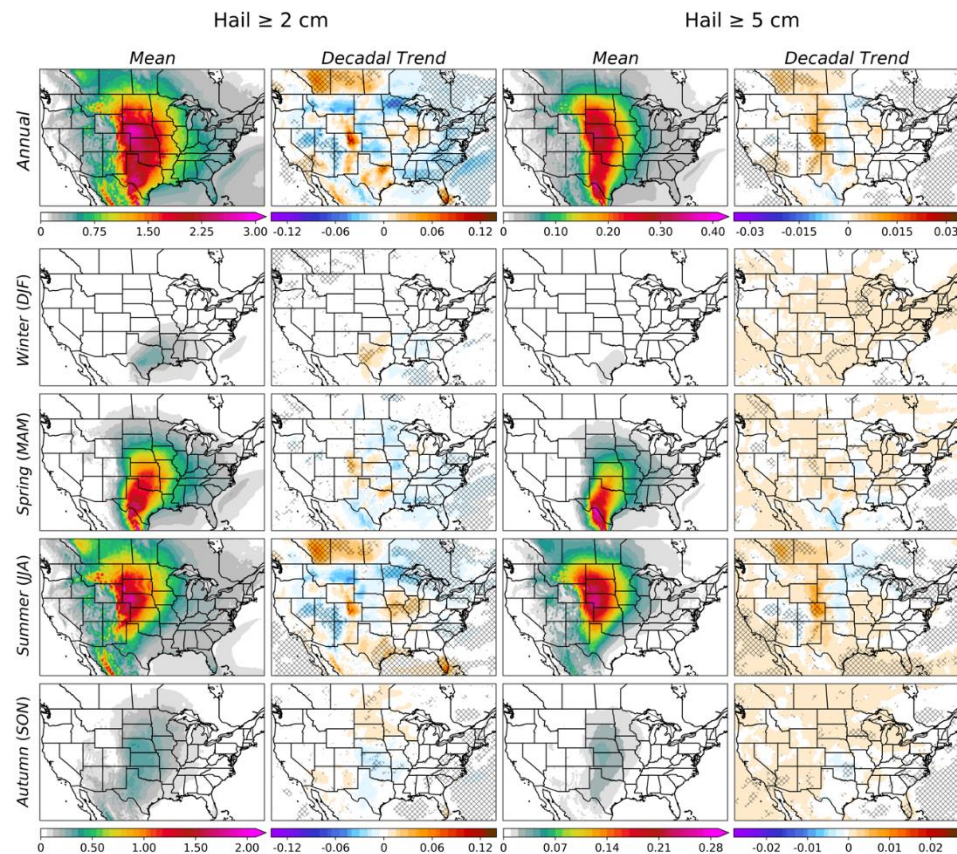 Hail ≥ 2 cm Hail ≥ 5 cm
Mean Decadal Trend Mean Decadal Trend
Annual
0 0.75 1.50 2.25 3.00 -0.12 -0.06 0 0.06 0.12 0 0.10 0.20 0.30 0.40 -0.03 -0.015 0 0.015 0.03
Winter (DJF)
Spring (MAM)
Summer (JJA)
Autumn (SON)
0 0.50 1.00 1.50 2.00 -0.12 -0.06 0 0.06 0.12 0 0.07 0.14 0.21 0.28 -0.02 -0.01 0 0.01 0.02